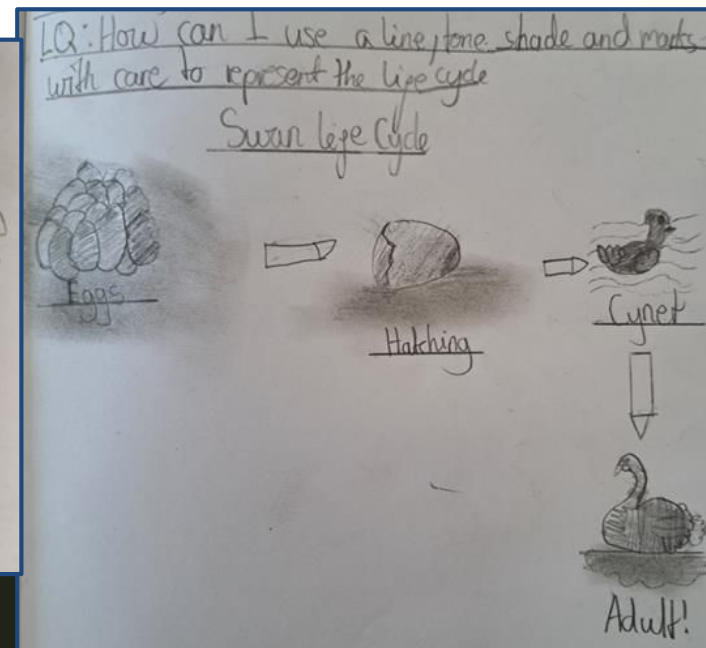 LQ: How can I use a line, tone shade and marks
with care to represent the life cycle
Swan life Cycle
Eggs
Hatching
Cynet
Adult!